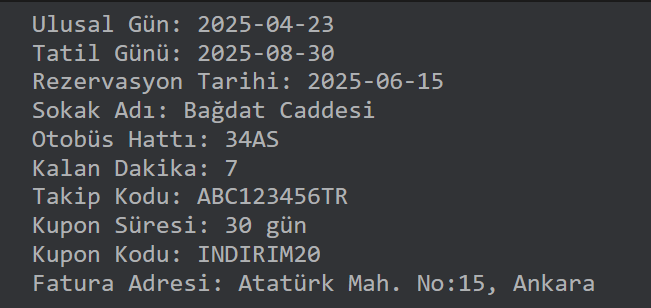 Ulusal Gün: 2025-04-23
Tatil Günü: 2025-08-30
Rezervasyon Tarihi: 2025-06-15
Sokak Adı: Bağdat Caddesi
Otobüs Hattı: 34AS
Kalan Dakika: 7
Takip Kodu: ABC123456TR
Kupon Süresi: 30 gün
Kupon Kodu: INDIRIM20
Fatura Adresi: Atatürk Mah. No:15, Ankara